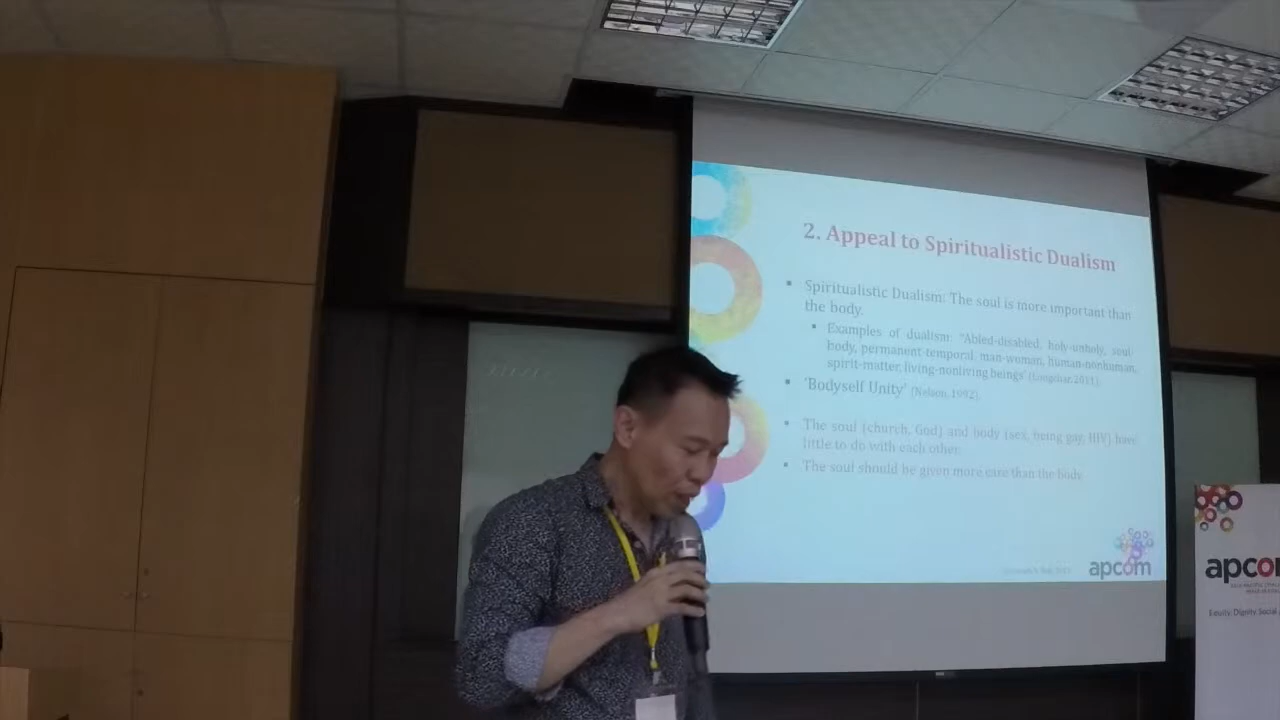 2. Appeal to Spiritualistic Dualism
▪ Spiritualistic Dualism: The soul is more important than
the body.
▪ Examples of dualism: "Abled-disabled, holy-unholy, soul-
body, permanent-temporal, man-woman, human-nonhuman,
spirit-matter, living-nonliving beings' (Longchar, 2011).
▪ 'Bodyself Unity' (Nelson, 1992).
▪ The soul (church, God) and body (sex, being gay, HIV) have
little to do with each other.
▪ The soul should be given more care than the body.
apcom
apcom
Equity. Dignity. Social